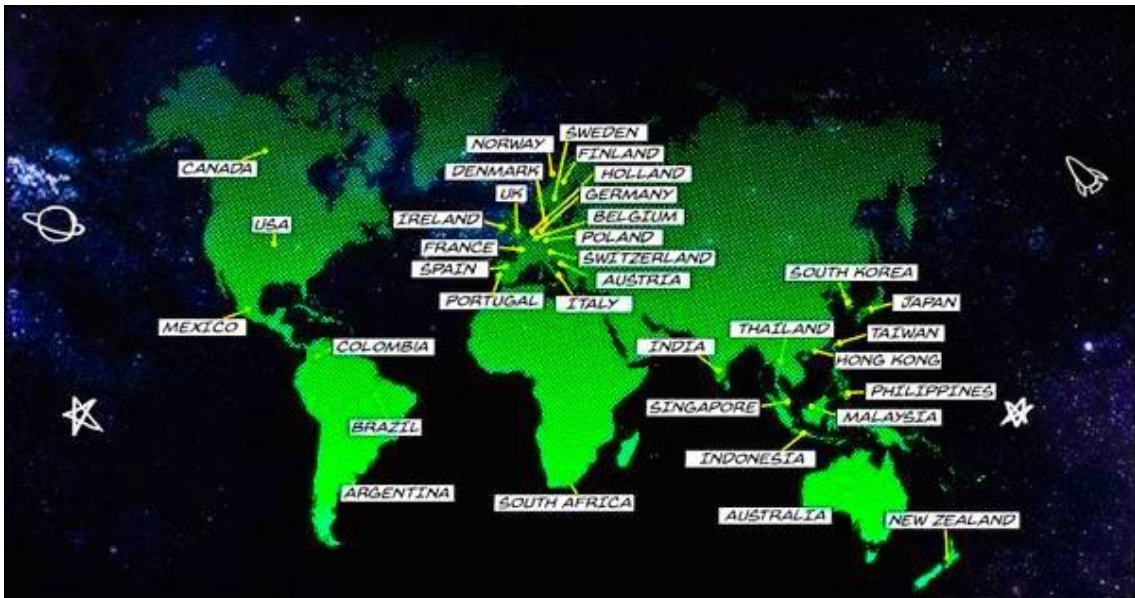 NORWAY
SWEDEN
FINLAND
DENMARK
HOLLAND
CANADA
UK
GERMANY
IRELAND
BELGIUM
USA
FRANCE
POLAND
SPAIN
SWITZERLAND
AUSTRIA
SOUTH KOREA
PORTUGAL
ITALY
JAPAN
MEXICO
THAILAND
TAIWAN
COLOMBIA
INDIA
HONG KONG
PHILIPPINES
SINGAPORE
MALAYSIA
BRAZIL
INDONESIA
ARGENTINA
SOUTH AFRICA
AUSTRALIA
NEW ZEALAND